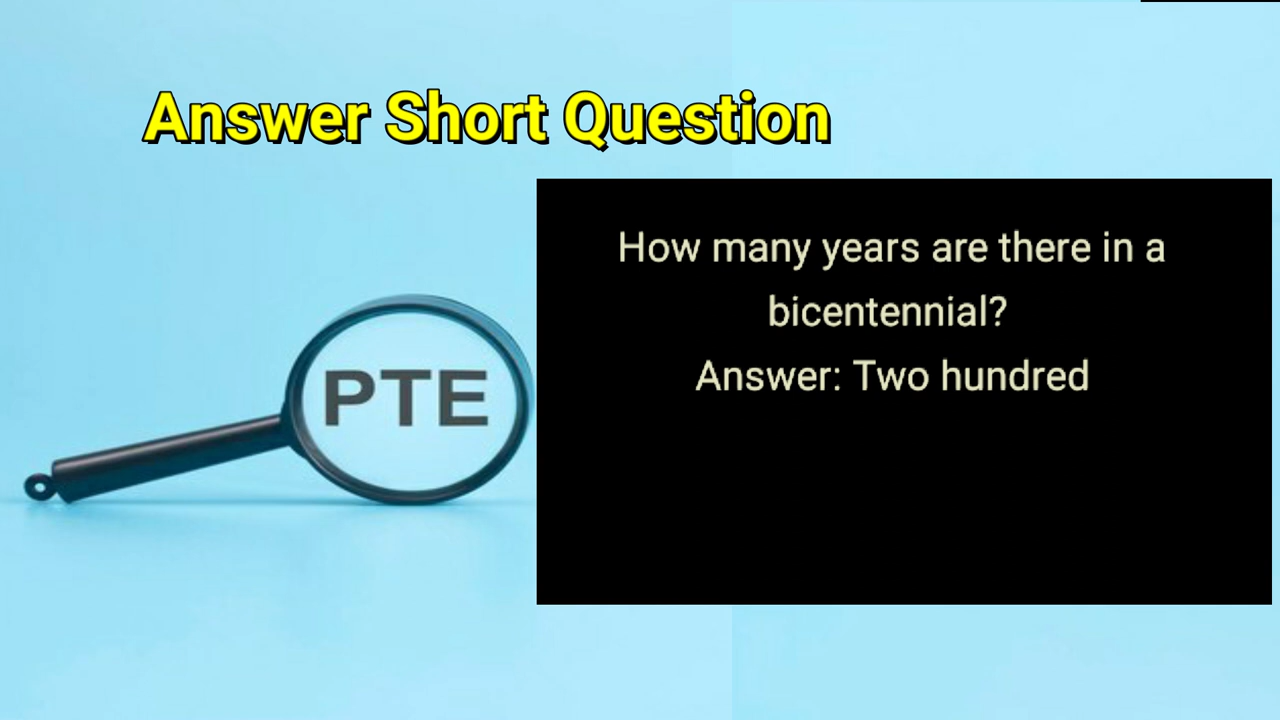 Answer Short Question
How many years are there in a
bicentennial?
Answer: Two hundred
PTE